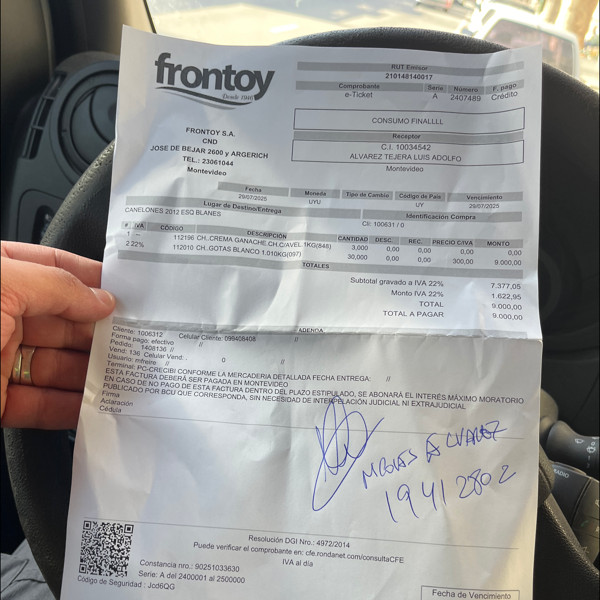 frontoy
Desde 1946
RUT Emisor
210148140017
Comprobante Serie Número F. pago
e-Ticket A 2407489 Crédito
CONSUMO FINALLLL
Receptor
C.I. 10034542
ALVAREZ TEJERA LUIS ADOLFO
Montevideo
FRONTOY S.A.
CND
JOSE DE BEJAR 2600 y ARGERICH
TEL.: 23061044
Montevideo
Fecha Moneda Tipo de Cambio Código de País Vencimiento
29/07/2025 UYU UY 29/07/2025
Lugar de Destino/Entrega Identificación Compra
CANELONES 2012 ESQ BLANES Cli: 100631 / 0
# IVA CÓDIGO DESCRIPCIÓN CANTIDAD DESC. REC. PRECIO C/IVA MONTO
1 -- 112196 CH..CREMA GANACHE.CH.C/AVEL.1KG(848) 3,000 0,00 0,00 0,00 0,00
2 22% 112010 CH..GOTAS BLANCO 1.010KG(097) 30,000 0,00 0,00 300,00 9.000,00
TOTALES
Subtotal gravado a IVA 22% 7.377,05
Monto IVA 22% 1.622,95
TOTAL 9.000,00
TOTAL A PAGAR 9.000,00
ADENDA
Cliente: 1006312 Celular Cliente: 099406408 //
Forma pago: efectivo //
Pedido: 1408136 //
Vend: 136 Celular Vend: . 0 //
Usuario: mfreire //
Terminal: PC-CRECIBI CONFORME LA MERCADERIA DETALLADA FECHA ENTREGA: //
ESTA FACTURA DEBERÁ SER PAGADA EN MONTEVIDEO
EN CASO DE NO PAGO DE ESTA FACTURA DENTRO DEL PLAZO ESTIPULADO, SE ABONARÁ EL INTERÉS MÁXIMO MORATORIO
PUBLICADO POR BCU QUE CORRESPONDA, SIN NECESIDAD DE INTERPELACIÓN JUDICIAL NI EXTRAJUDICIAL
Firma
Aclaración
Cédula
ALVAREZ
19412802
Resolución DGI Nro.: 4972/2014
Puede verificar el comprobante en: cfe.rondanet.com/consultaCFE
IVA al día
Constancia nro.: 90251033630
Serie: A del 2400001 al 2500000
Código de Seguridad : Jcd6QG
Fecha de Vencimiento
RADIO